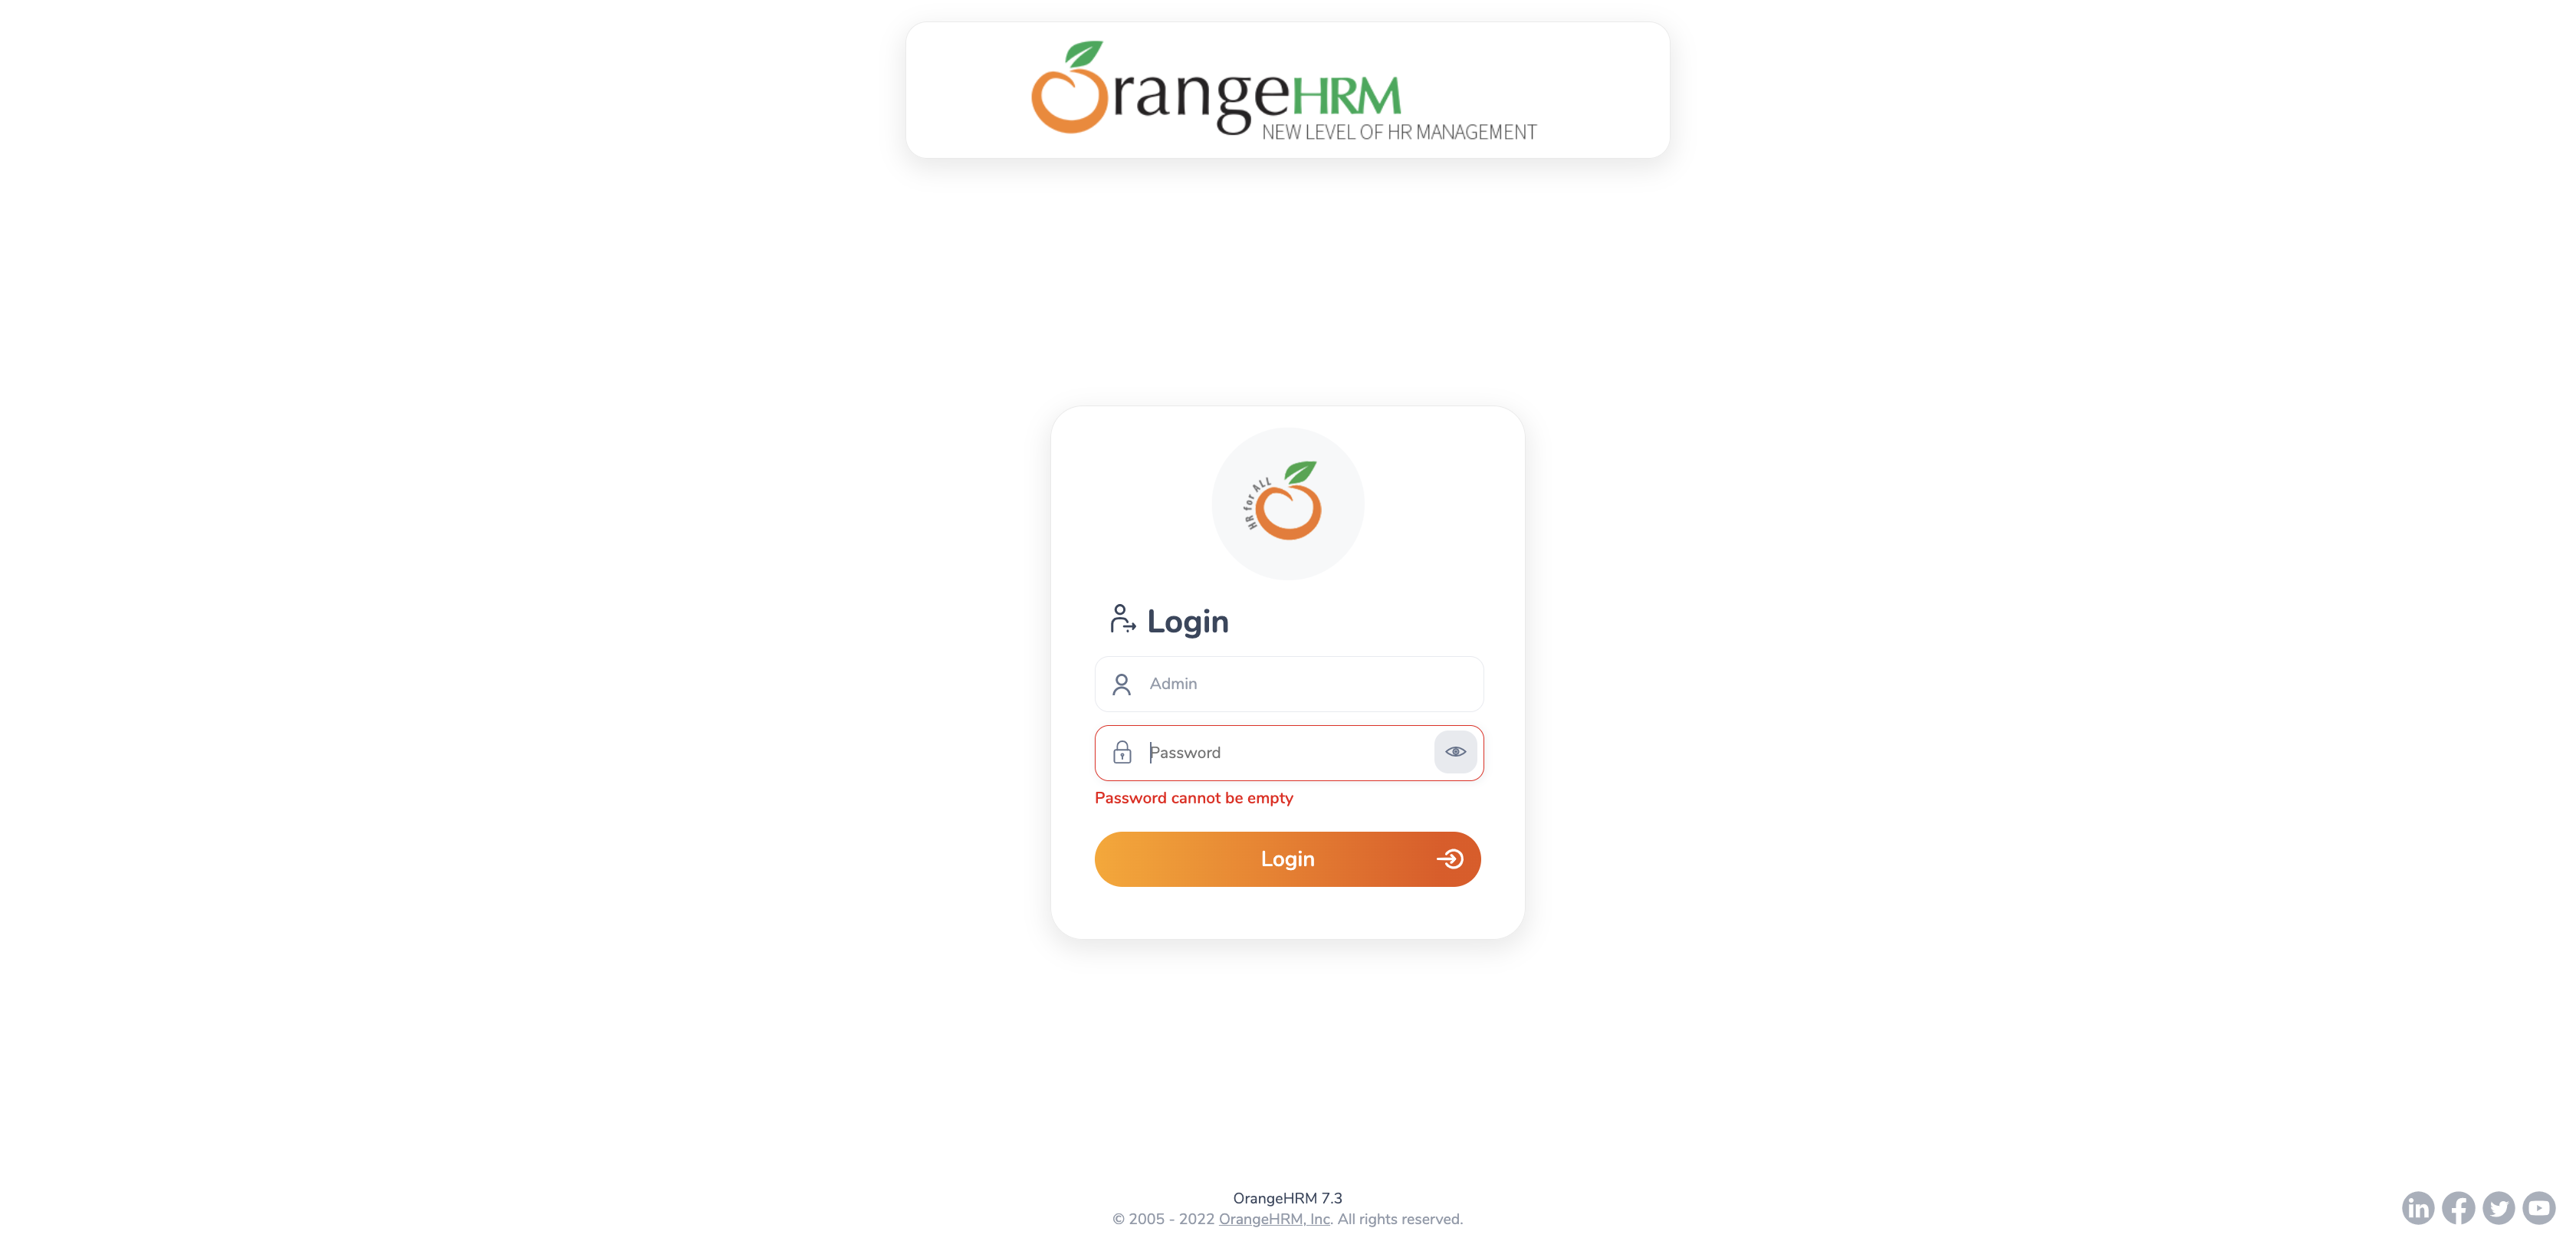 OrangeHRM
NEW LEVEL OF HR MANAGEMENT
HR for ALL
Login
Admin
Password
Password cannot be empty
Login
OrangeHRM 7.3
© 2005 - 2022 OrangeHRM, Inc. All rights reserved.